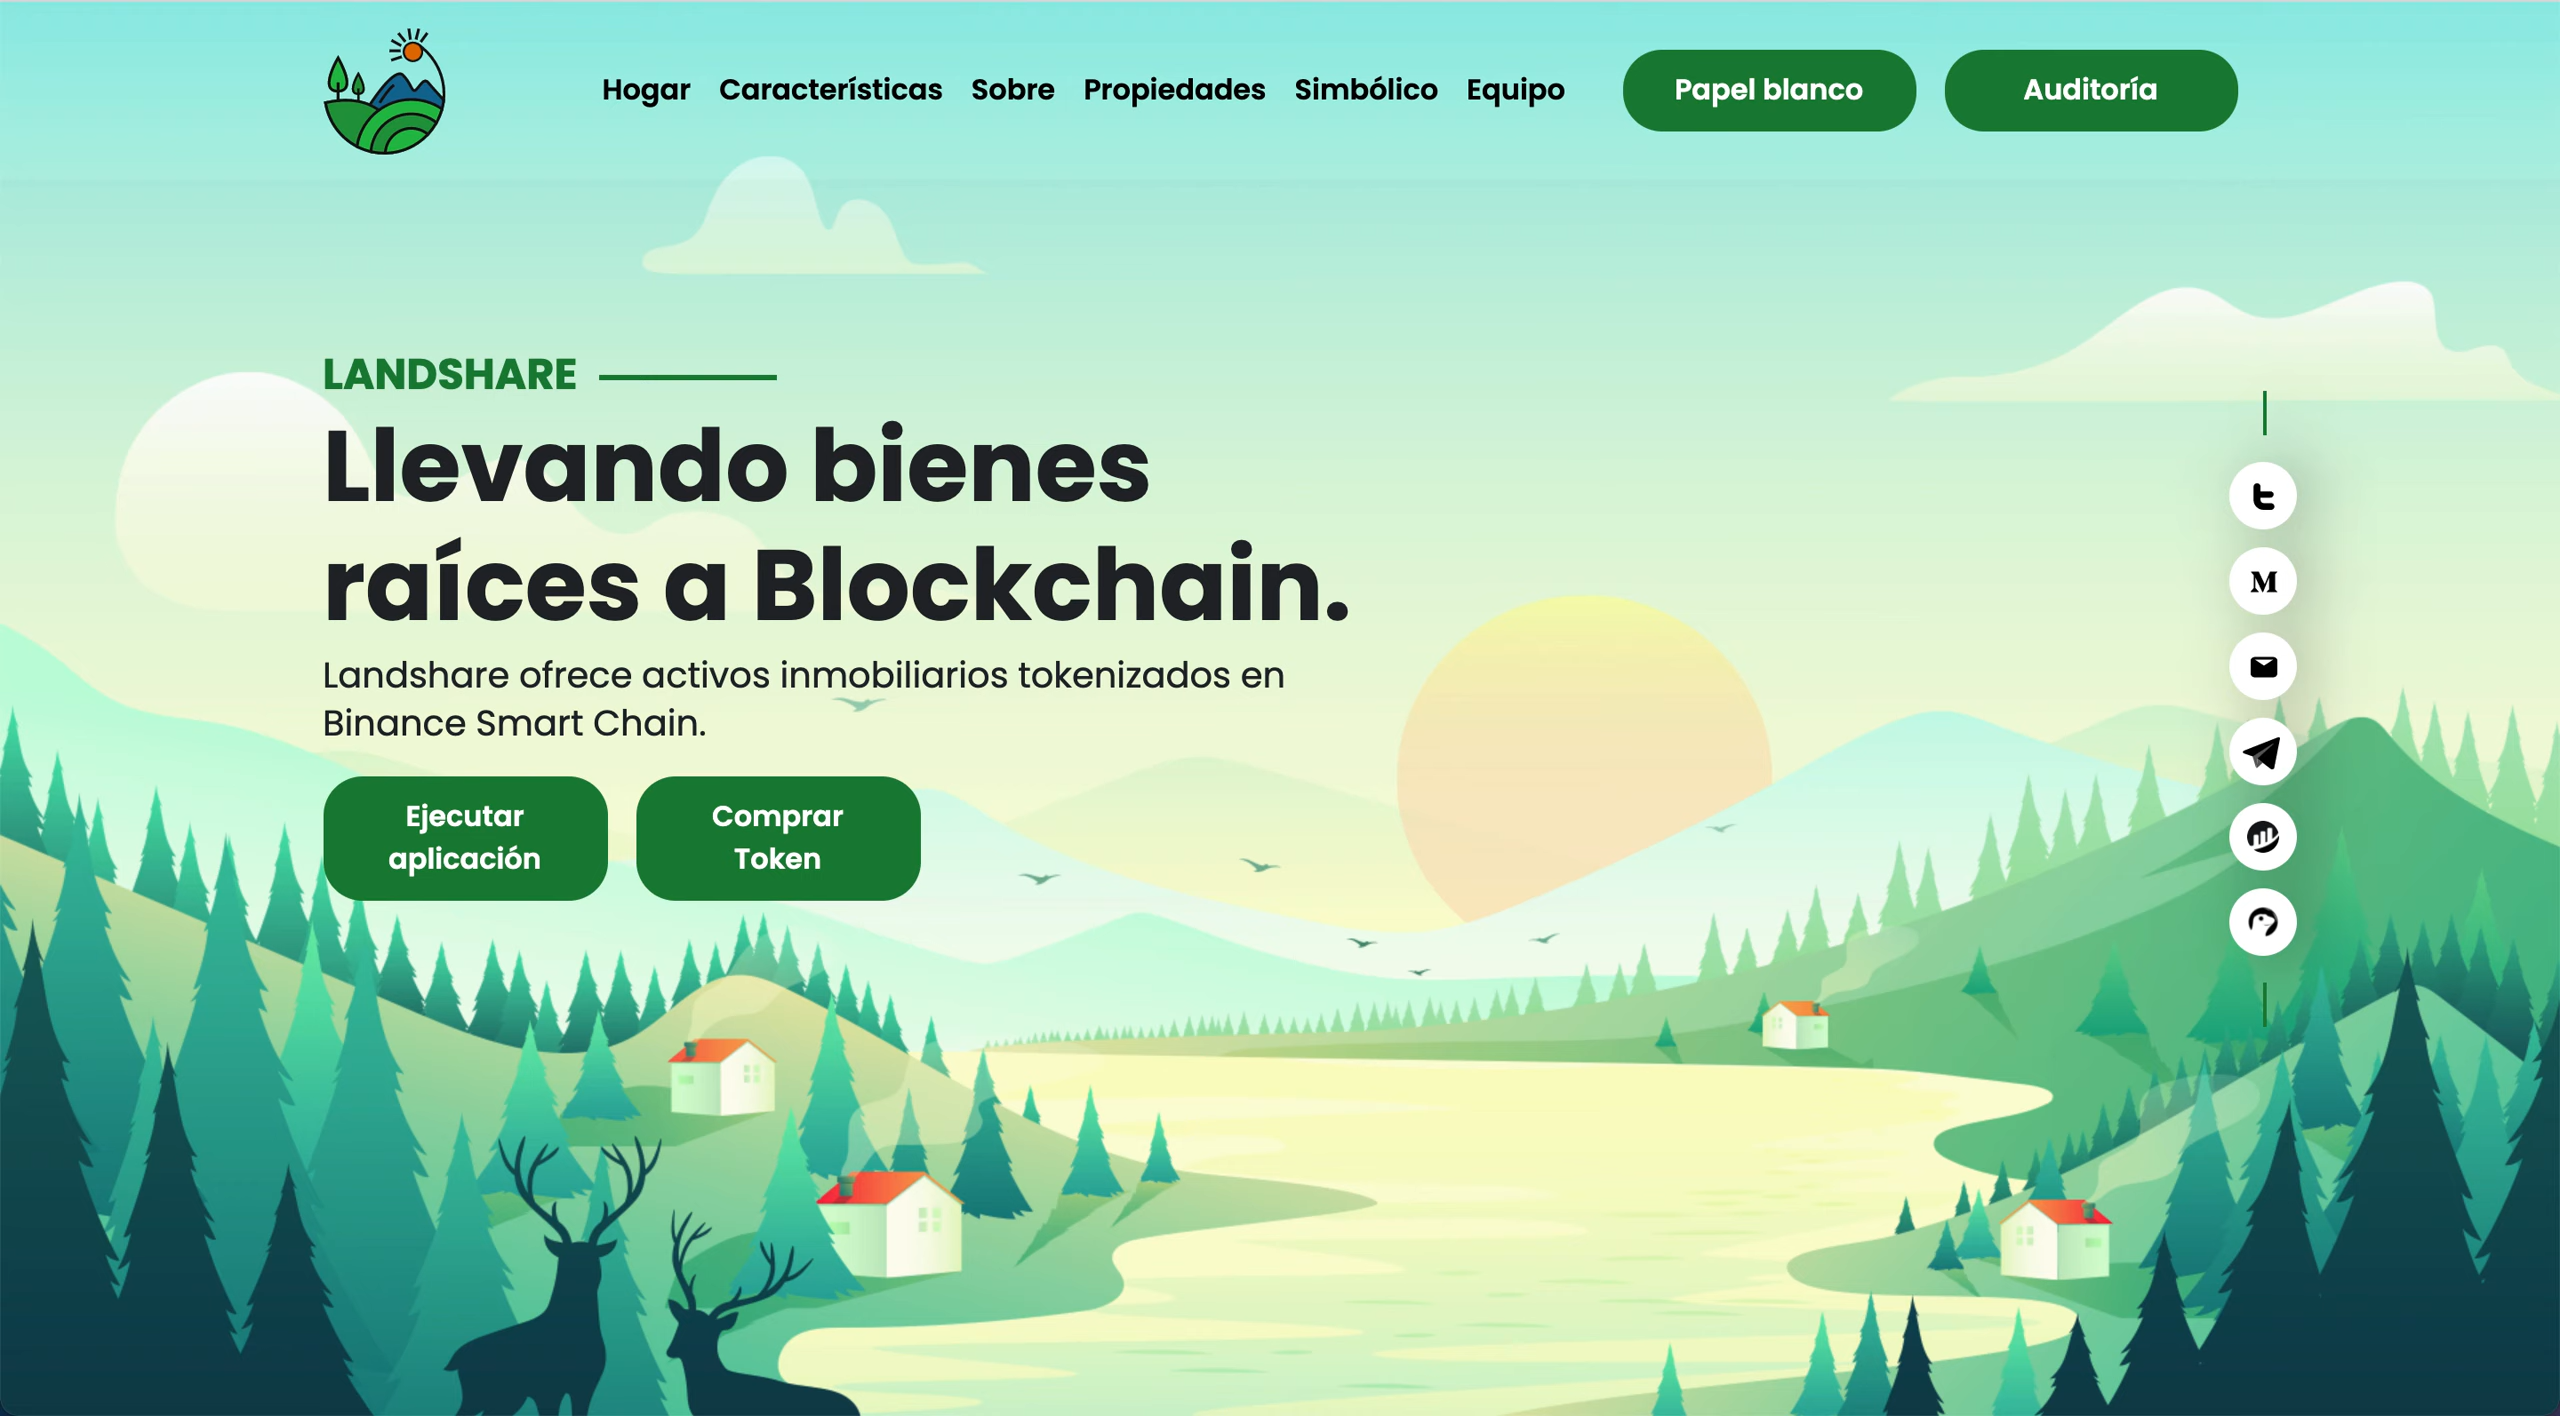 Hogar Características Sobre Propiedades Simbólico Equipo Papel blanco Auditoría
LANDSHARE
Llevando bienes
raíces a Blockchain.
Landshare ofrece activos inmobiliarios tokenizados en
Binance Smart Chain.
Ejecutar
aplicación
Comprar
Token